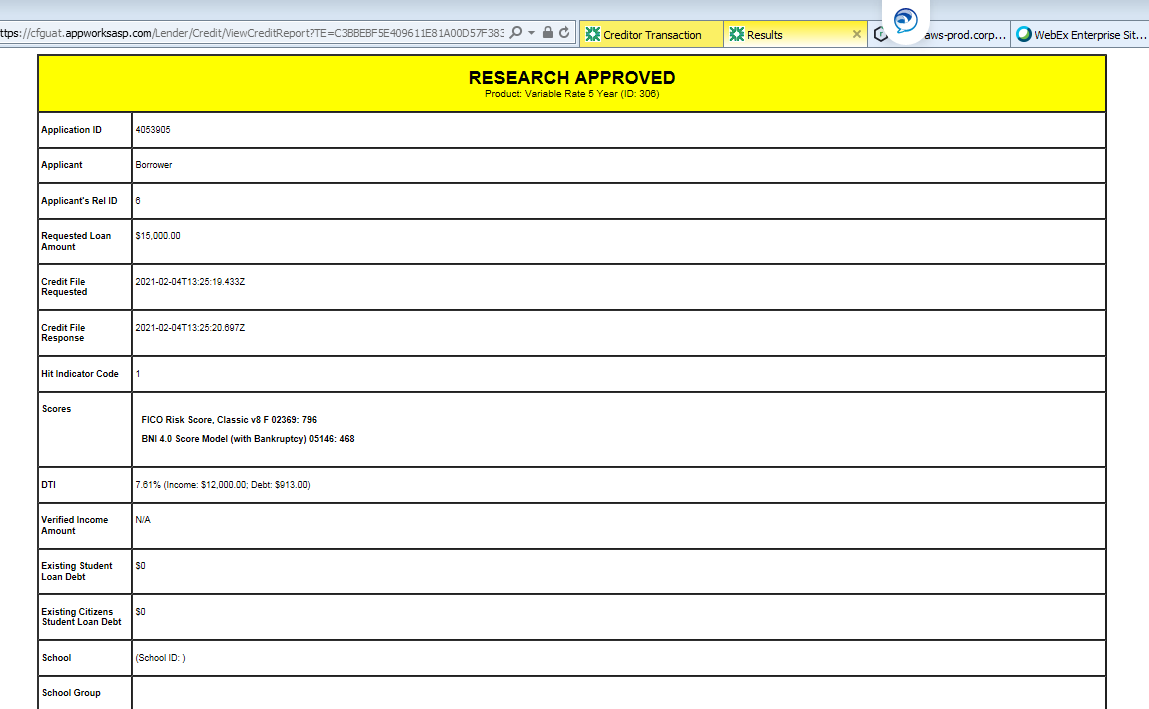 ttps://cfguat.appworksasp.com/Lender/Credit/ViewCreditReport?TE=C3BBEBF5E409611E81A00D57F383
Creditor Transaction
Results
aws-prod.corp...
WebEx Enterprise Sit...
RESEARCH APPROVED
Product: Variable Rate 5 Year (ID: 306)
Application ID 4053905
Applicant Borrower
Applicant's Rel ID 6
Requested Loan
Amount
$15,000.00
Credit File
Requested
2021-02-04T13:25:19.433Z
Credit File
Response
2021-02-04T13:25:20.697Z
Hit Indicator Code 1
Scores
FICO Risk Score, Classic v8 F 02369: 796
BNI 4.0 Score Model (with Bankruptcy) 05146: 468
DTI 7.61% (Income: $12,000.00; Debt: $913.00)
Verified Income
Amount
N/A
Existing Student
Loan Debt
$0
Existing Citizens
Student Loan Debt
$0
School (School ID: )
School Group